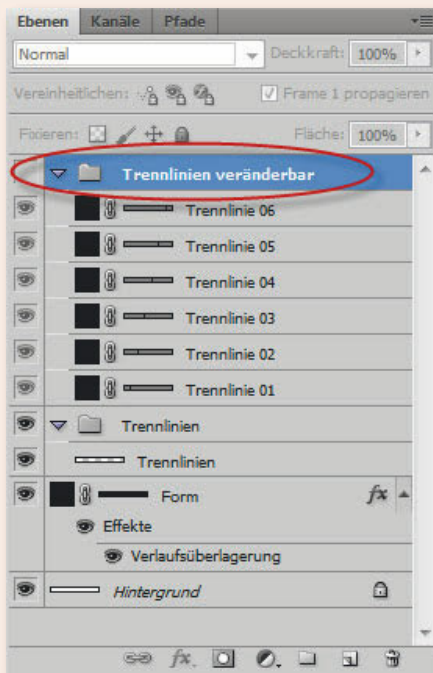 Ebenen Kanäle Pfade
Normal Deckkraft: 100%
Vereinheitlichen: Frame 1 propagieren
Fixieren: Fläche: 100%
Trennlinien veränderbar
Trennlinie 06
Trennlinie 05
Trennlinie 04
Trennlinie 03
Trennlinie 02
Trennlinie 01
Trennlinien
Trennlinien
Form fx
Effekte
Verlaufsüberlagerung
Hintergrund
fx.